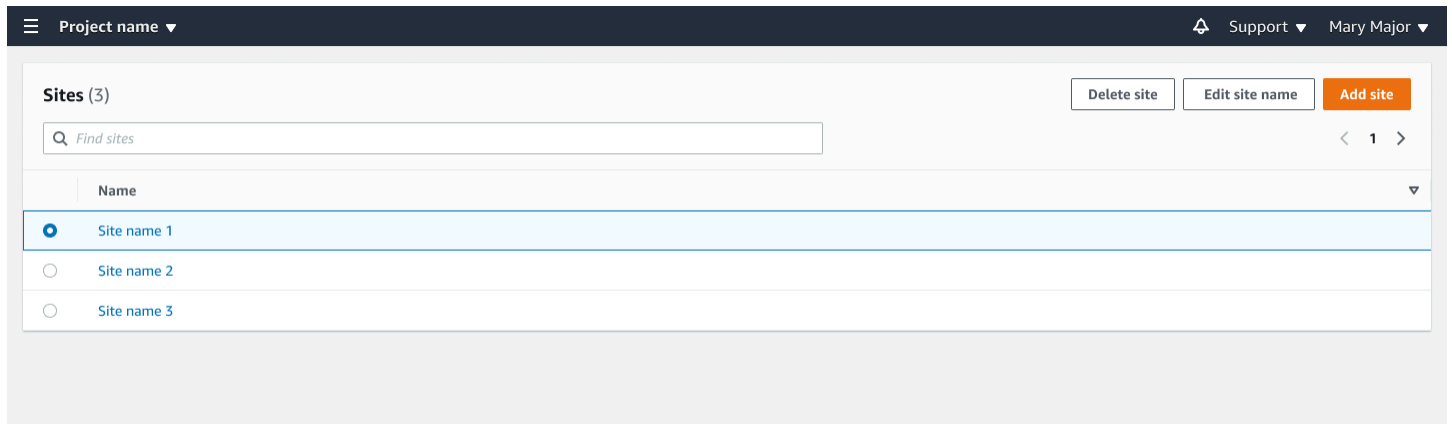 Project name Support Mary Major
Sites (3) Delete site Edit site name Add site
Find sites 1
Name
Site name 1
Site name 2
Site name 3